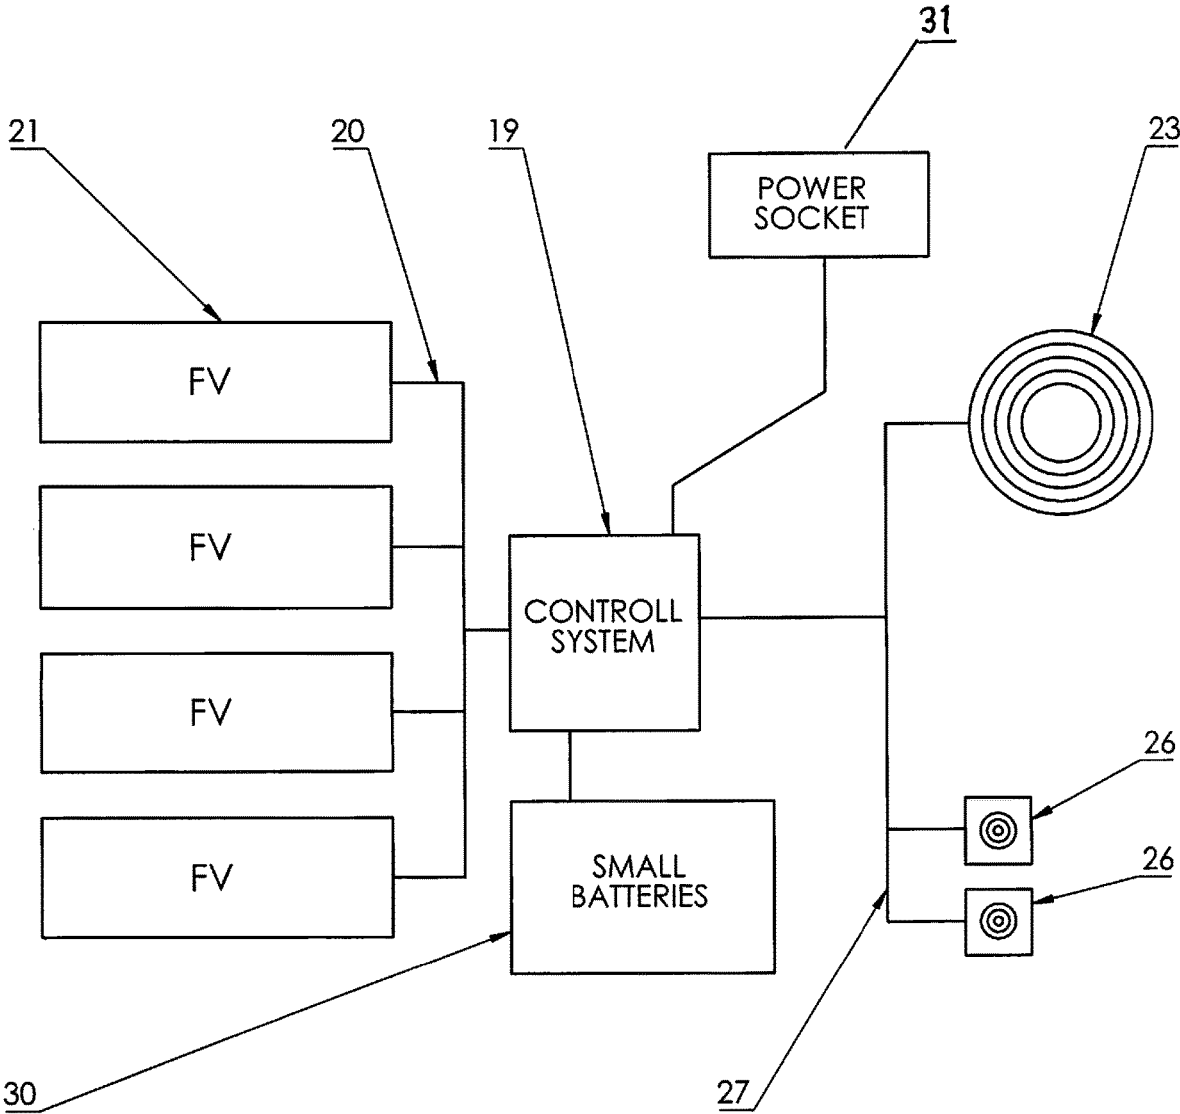 31
21
20
19
23
POWER
SOCKET
FV
FV
CONTROLL
SYSTEM
FV
26
SMALL
BATTERIES
26
FV
30
27